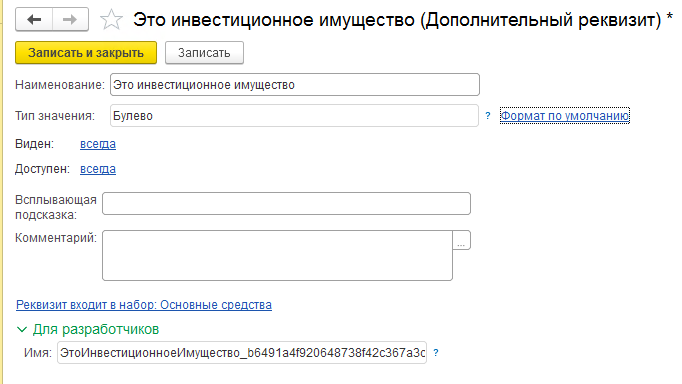 Это инвестиционное имущество (Дополнительный реквизит) *
Записать и закрыть Записать
Наименование: Это инвестиционное имущество
Тип значения: Булево ? Формат по умолчанию
Виден: всегда
Доступен: всегда
Всплывающая
подсказка:
Комментарий: ...
Реквизит входит в набор: Основные средства
Для разработчиков
Имя: ЭтоИнвестиционноеИмущество_b6491a4f920648738f42c367a3c ?